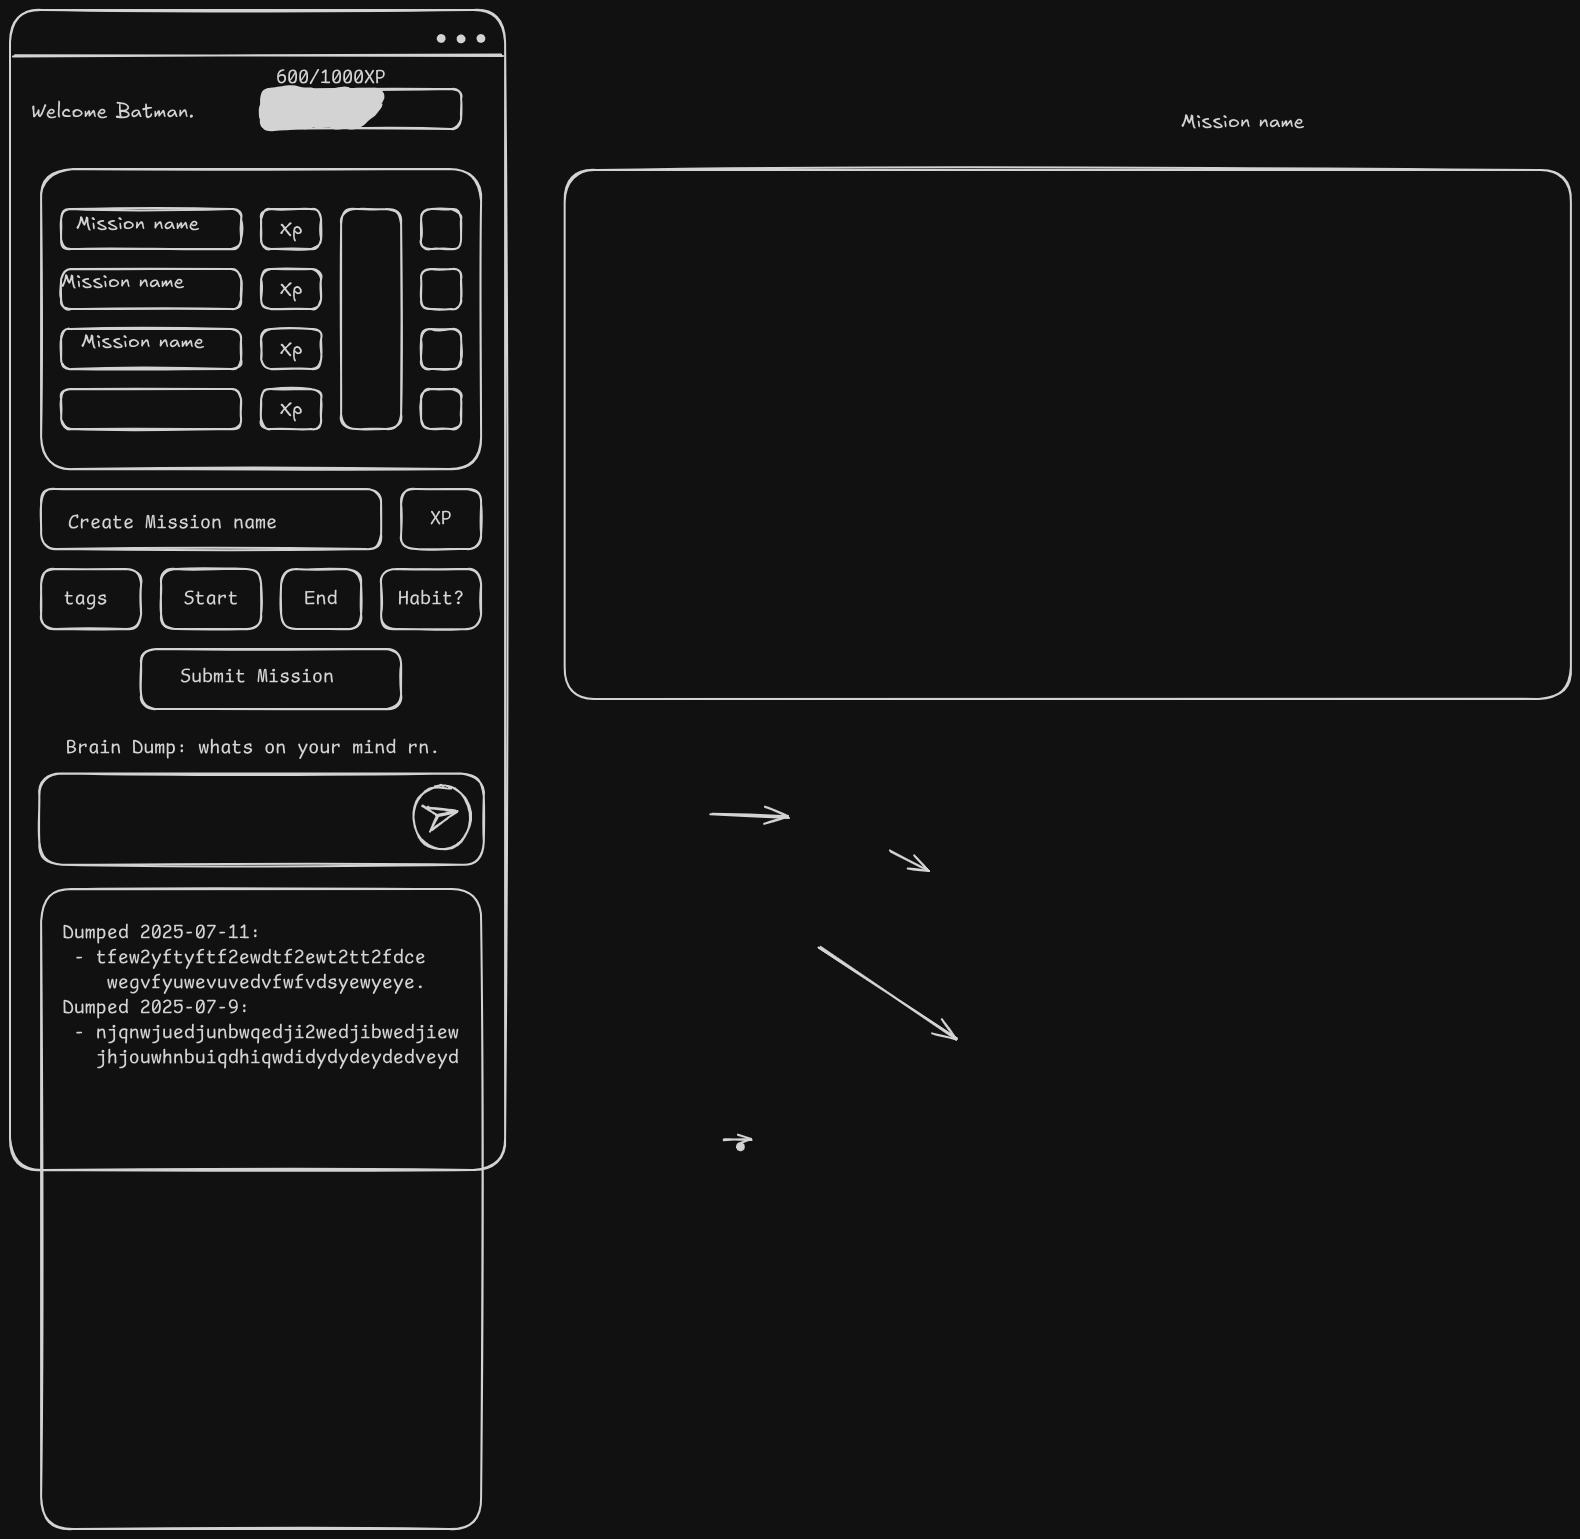 600/1000XP
Welcome Batman.
Mission name
Mission name
Xp
Mission name
Xp
Mission name
Xp
Xp
Create Mission name
XP
tags
Start
End
Habit?
Submit Mission
Brain Dump: whats on your mind rn.
Dumped 2025-07-11:
- tfew2yftyftf2ewdtf2ewt2tt2fdce
wegvfyuwevuvedvfwfvdsyewyeye.
Dumped 2025-07-9:
- njqnwjuedjunbwqedji2wedjibwedjiew
jhjouwhnbuiqdhiqwdidydydeydedveyd